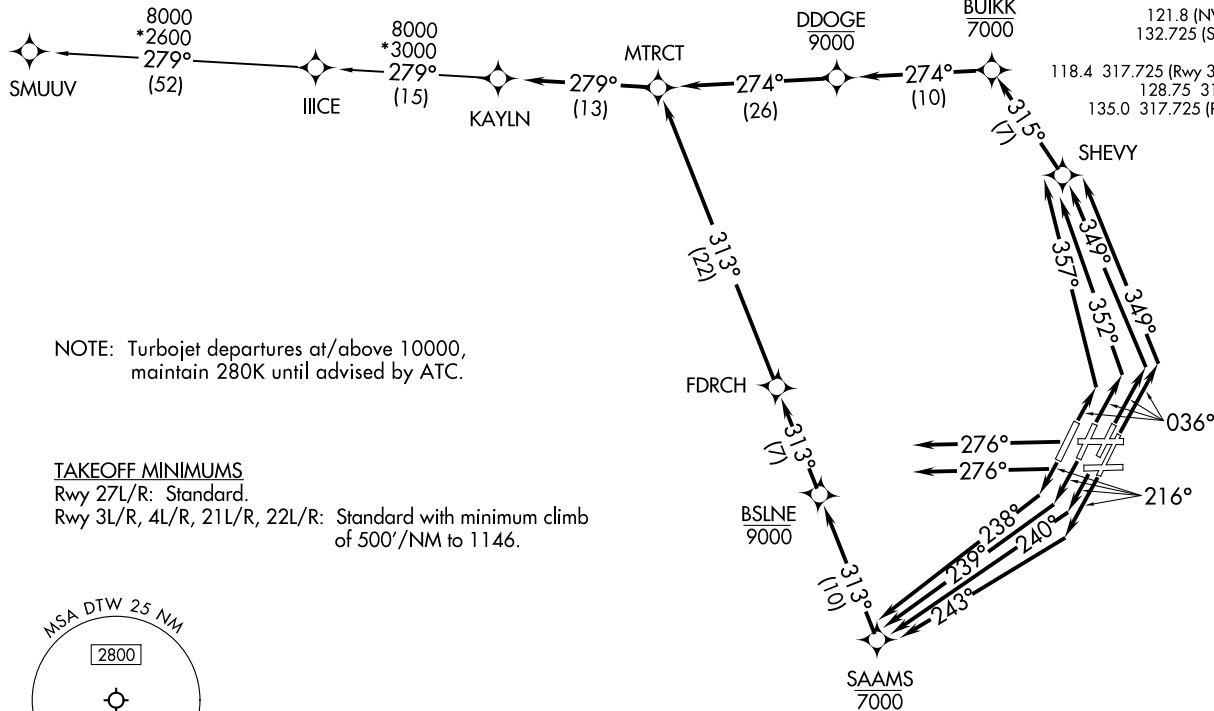 8000
*2600
279°
(52)
SMUUV
8000
*3000
279°
(15)
IIICE
KAYLN
279°
(13)
MTRCT
274°
(26)
DDOGE
9000
274°
(10)
BUIKK
7000
121.8
132.725
118.4 317.725 (Rwy
128.75
135.0 317.725
315°
(7)
SHEVY
313°
(22)
357°
352°
349°
349°
NOTE: Turbojet departures at/above 10000,
maintain 280K until advised by ATC.
FDRCH
313°
(7)
036°
276°
276°
216°
TAKEOFF MINIMUMS
Rwy 27L/R: Standard.
Rwy 3L/R, 4L/R, 21L/R, 22L/R: Standard with minimum climb
of 500'/NM to 1146.
BSLNE
9000
313°
(10)
238°
239°
240°
243°
SAAMS
7000
MSA DTW 25 NM
2800